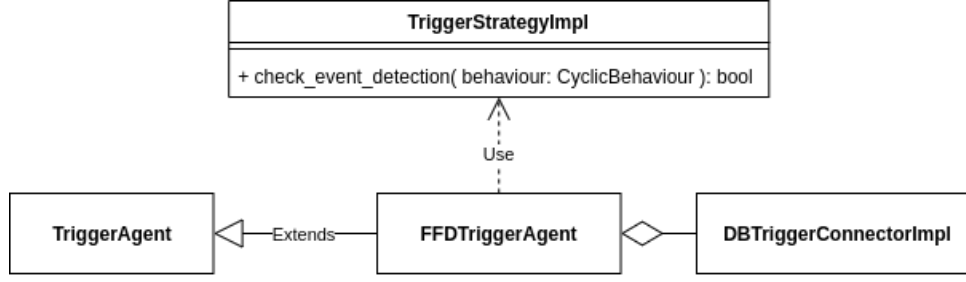 TriggerStrategyImpl
+ check_event_detection( behaviour: CyclicBehaviour ): bool
Use
TriggerAgent
Extends
FFDTriggerAgent
DBTriggerConnectorImpl